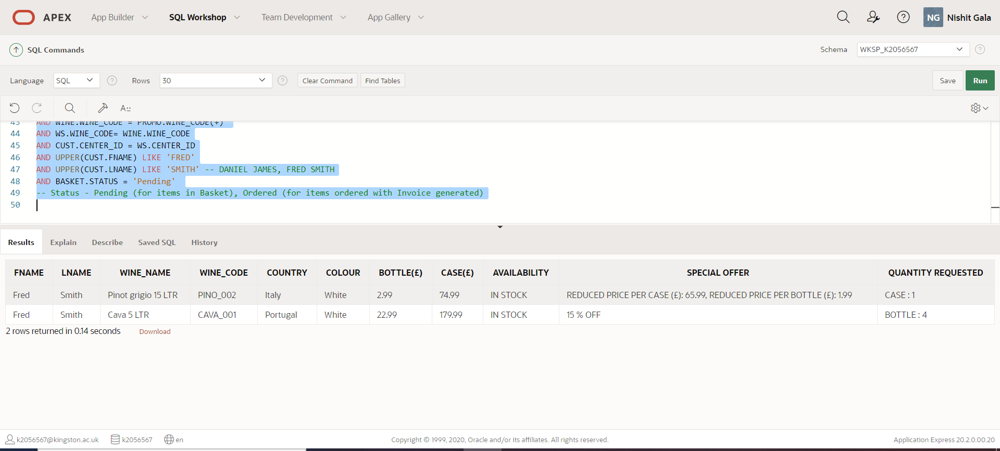 APEX App Builder SQL Workshop Team Development App Gallery NG Nishit Gala
SQL Commands Schema WKSP_K2056567
Language SQL Rows 30 Clear Command Find Tables Save Run
43 AND WINE.WINE_CODE = PROMO.WINE_CODE(+)
44 AND WS.WINE_CODE= WINE.WINE_CODE
45 AND CUST.CENTER_ID = WS.CENTER_ID
46 AND UPPER(CUST.FNAME) LIKE 'FRED'
47 AND UPPER(CUST.LNAME) LIKE 'SMITH' -- DANIEL JAMES, FRED SMITH
48 AND BASKET.STATUS = 'Pending'
49 -- Status - Pending (for items in Basket), Ordered (for items ordered with Invoice generated)
50
Results Explain Describe Saved SQL History
FNAME LNAME WINE_NAME WINE_CODE COUNTRY COLOUR BOTTLE(£) CASE(£) AVAILABILITY SPECIAL OFFER QUANTITY REQUESTED
Fred Smith Pinot grigio 15 LTR PINO_002 Italy White 2.99 74.99 IN STOCK REDUCED PRICE PER CASE (£): 65.99, REDUCED PRICE PER BOTTLE (£): 1.99 CASE : 1
Fred Smith Cava 5 LTR CAVA_001 Portugal White 22.99 179.99 IN STOCK 15 % OFF BOTTLE : 4
2 rows returned in 0.14 seconds Download
k2056567@kingston.ac.uk k2056567 en Copyright © 1999, 2020, Oracle and/or its affiliates. All rights reserved. Application Express 20.2.0.00.20